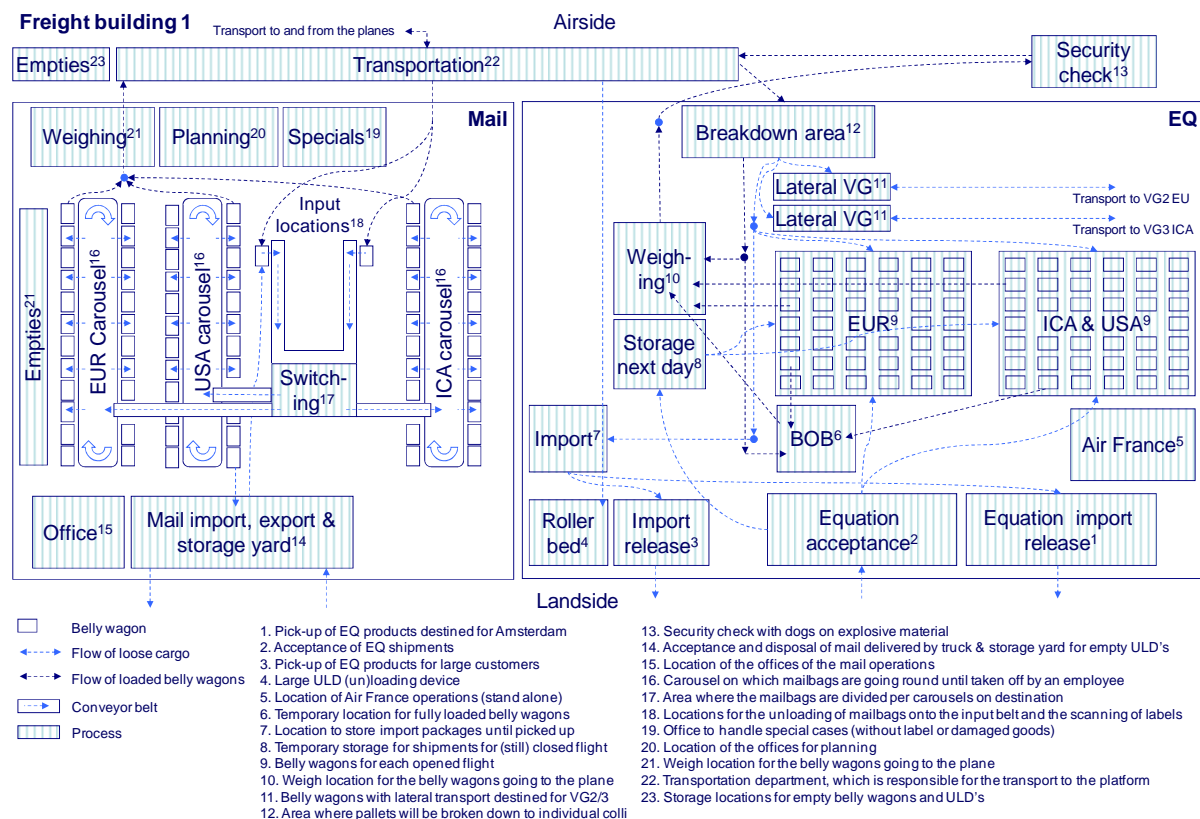 Freight building 1
Airside
Transport to and from the planes
Empties23
Transportation22
Security
check13
Mail
EQ
Weighing21
Planning20
Specials19
Breakdown area12
Lateral VG11
Transport to VG2 EU
Lateral VG11
Transport to VG3 ICA
Input
locations18
Empties21
EUR Carousel16
USA carousel16
ICA carousel16
Switch-
ing17
Weigh-
ing10
EUR9
ICA & USA9
Storage
next day8
Import7
BOB6
Air France5
Office15
Mail import, export &
storage yard14
Roller
bed4
Import
release3
Equation
acceptance2
Equation import
release1
Landside
Belly wagon
Flow of loose cargo
Flow of loaded belly wagons
Conveyor belt
Process
1. Pick-up of EQ products destined for Amsterdam
2. Acceptance of EQ shipments
3. Pick-up of EQ products for large customers
4. Large ULD (un)loading device
5. Location of Air France operations (stand alone)
6. Temporary location for fully loaded belly wagons
7. Location to store import packages until picked up
8. Temporary storage for shipments for (still) closed flight
9. Belly wagons for each opened flight
10. Weigh location for the belly wagons going to the plane
11. Belly wagons with lateral transport destined for VG2/3
12. Area where pallets will be broken down to individual colli
13. Security check with dogs on explosive material
14. Acceptance and disposal of mail delivered by truck & storage yard for empty ULD's
15. Location of the offices of the mail operations
16. Carousel on which mailbags are going round until taken off by an employee
17. Area where the mailbags are divided per carousels on destination
18. Locations for the unloading of mailbags onto the input belt and the scanning of labels
19. Office to handle special cases (without label or damaged goods)
20. Location of the offices for planning
21. Weigh location for the belly wagons going to the plane
22. Transportation department, which is responsible for the transport to the platform
23. Storage locations for empty belly wagons and ULD's